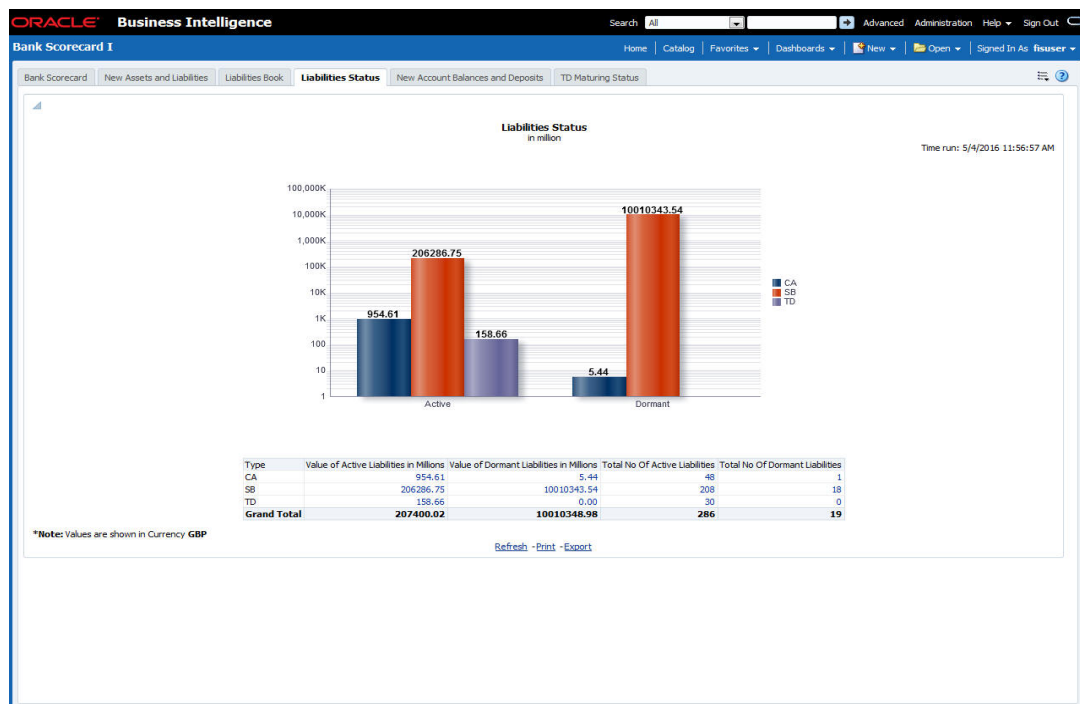 ORACLE Business Intelligence Search All Advanced Administration Help Sign Out
Bank Scorecard I Home Catalog Favorites Dashboards New Open Signed In As fisuser
Bank Scorecard New Assets and Liabilities Liabilities Book Liabilities Status New Account Balances and Deposits TD Maturing Status
Liabilities Status
in million
Time run: 5/4/2016 11:56:57 AM
100,000K
10,000K
1,000K
100K
10K
1K
100
10
1
954.61
206286.75
158.66
5.44
10010343.54
Active Dormant
CA
SB
TD
Type Value of Active Liabilities in Millions Value of Dormant Liabilities in Millions Total No Of Active Liabilities Total No Of Dormant Liabilities
CA 954.61 5.44 48 1
SB 206286.75 10010343.54 208 18
TD 158.66 0.00 30 0
Grand Total 207400.02 10010348.98 286 19
*Note: Values are shown in Currency GBP
Refresh - Print - Export